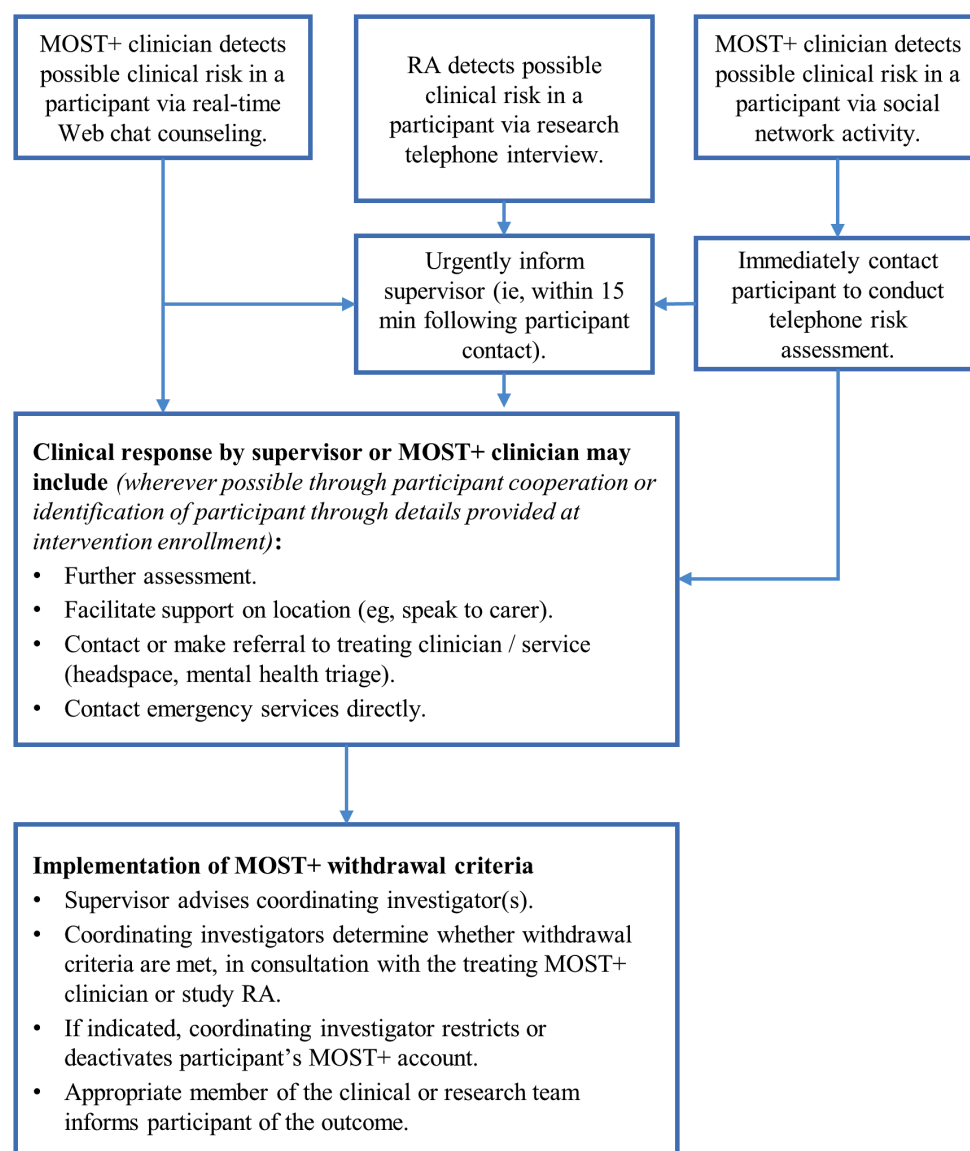 MOST+ clinician detects
possible clinical risk in a
participant via real-time
Web chat counseling.
RA detects possible
clinical risk in a
participant via research
telephone interview.
MOST+ clinician detects
possible clinical risk in a
participant via social
network activity.
Urgently inform
supervisor (ie, within 15
min following participant
contact).
Immediately contact
participant to conduct
telephone risk
assessment.
Clinical response by supervisor or MOST+ clinician may
include (wherever possible through participant cooperation or
identification of participant through details provided at
intervention enrollment):
• Further assessment.
• Facilitate support on location (eg, speak to carer).
• Contact or make referral to treating clinician / service
(headspace, mental health triage).
• Contact emergency services directly.
Implementation of MOST+ withdrawal criteria
• Supervisor advises coordinating investigator(s).
• Coordinating investigators determine whether withdrawal
criteria are met, in consultation with the treating MOST+
clinician or study RA.
• If indicated, coordinating investigator restricts or
deactivates participant’s MOST+ account.
• Appropriate member of the clinical or research team
informs participant of the outcome.